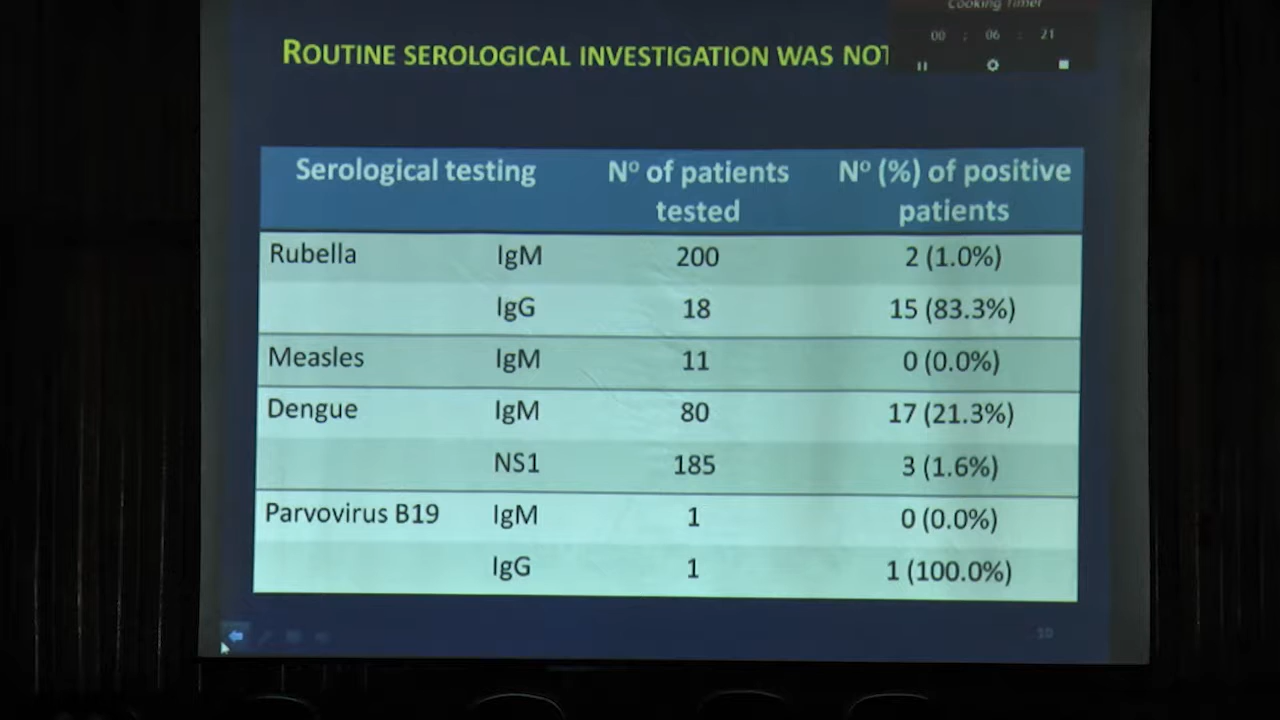 Cooking Timer
00 : 06 : 21
ROUTINE SEROLOGICAL INVESTIGATION WAS NOT
Serological testing Nº of patients tested Nº (%) of positive patients
Rubella IgM 200 2 (1.0%)
IgG 18 15 (83.3%)
Measles IgM 11 0 (0.0%)
Dengue IgM 80 17 (21.3%)
NS1 185 3 (1.6%)
Parvovirus B19 IgM 1 0 (0.0%)
IgG 1 1 (100.0%)
10